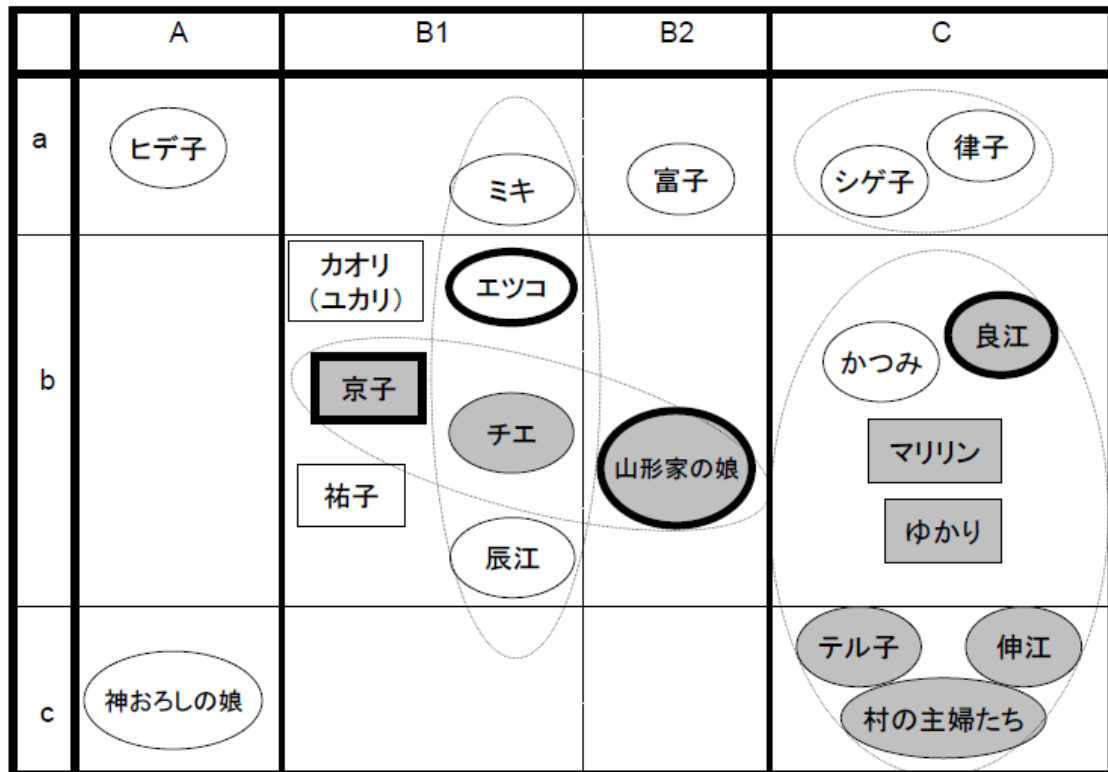 A
B1
B2
C
a
ヒデ子
ミキ
富子
シゲ子
律子
b
カオリ
(ユカリ)
エツコ
京子
チエ
山形家の娘
祐子
辰江
かつみ
良江
マリリン
ゆかり
c
神おろしの娘
テル子
伸江
村の主婦たち